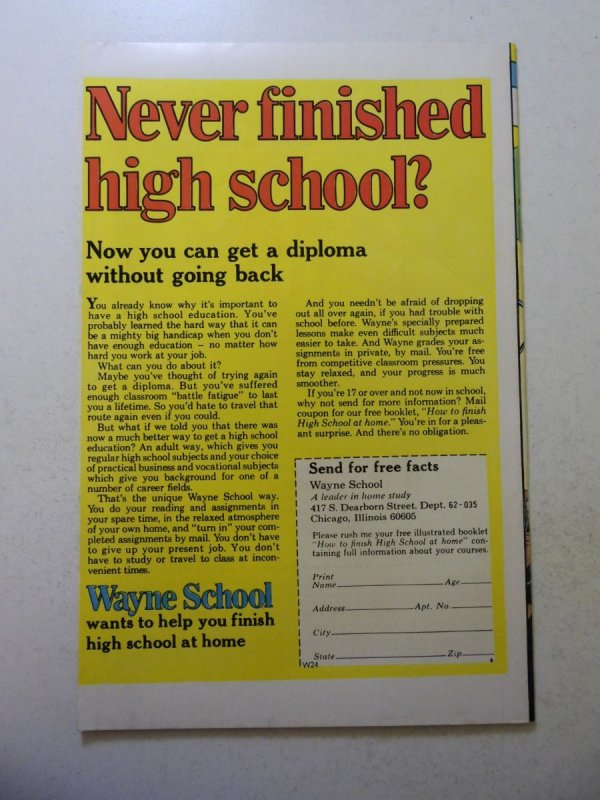 Never finished
high school?
Now you can get a diploma
without going back
You already know why it's important to
have a high school education. You've
probably learned the hard way that it can
be a mighty big handicap when you don't
have enough education — no matter how
hard you work at your job.
What can you do about it?
Maybe you've thought of trying again
to get a diploma. But you've suffered
enough classroom "battle fatigue" to last
you a lifetime. So you'd hate to travel that
route again even if you could.
But what if we told you that there was
now a much better way to get a high school
education? An adult way, which gives you
regular high school subjects and your choice
of practical business and vocational subjects
which give you background for one of a
number of career fields.
That's the unique Wayne School way.
You do your reading and assignments in
your spare time, in the relaxed atmosphere
of your own home, and "turn in" your com-
pleted assignments by mail. You don't have
to give up your present job. You don't
have to study or travel to class at incon-
venient times.
Wayne School
wants to help you finish
high school at home
And you needn't be afraid of dropping
out all over again, if you had trouble with
school before. Wayne's specially prepared
lessons make even difficult subjects much
easier to take. And Wayne grades your as-
signments in private, by mail. You're free
from competitive classroom pressures. You
stay relaxed, and your progress is much
smoother.
If you're 17 or over and not now in school,
why not send for more information? Mail
coupon for our free booklet, "How to finish
High School at home." You're in for a pleas-
ant surprise. And there's no obligation.
Send for free facts
Wayne School
A leader in home study
417 S. Dearborn Street. Dept. 62-035
Chicago, Illinois 60605
Please rush me your free illustrated booklet
"How to finish High School at home" con-
taining full information about your courses.
Print
Name Age
Address Apt. No.
City
State Zip
W24 4